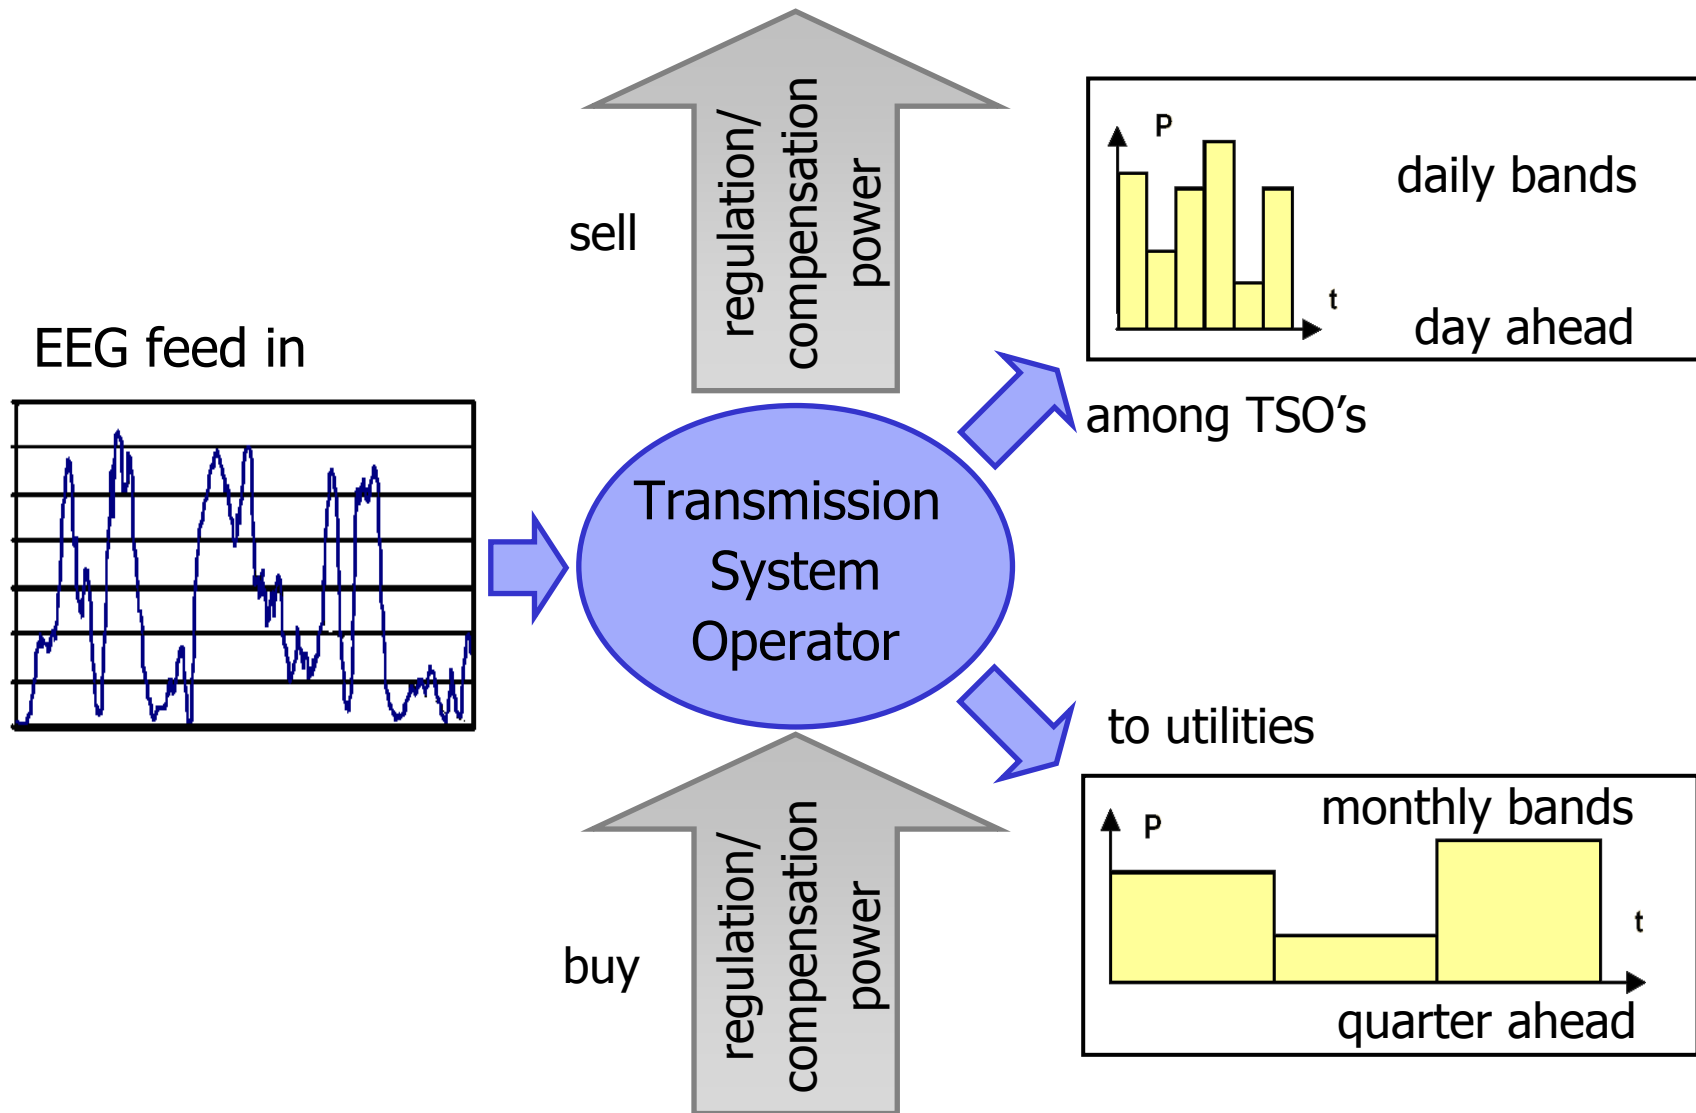 EEG feed in
sell
regulation/
compensation
power
Transmission
System
Operator
buy
regulation/
compensation
power
P
daily bands
t
day ahead
among TSO’s
to utilities
monthly bands
P
t
quarter ahead